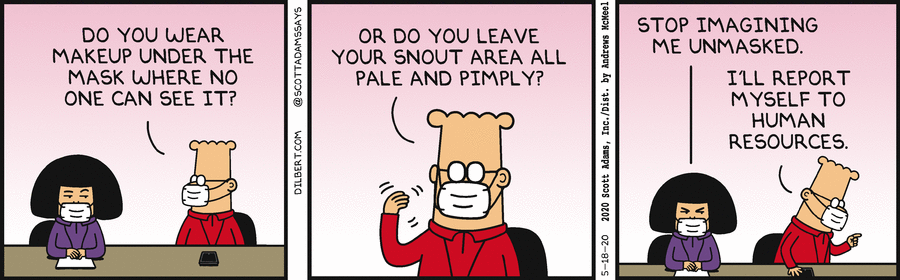 DO YOU WEAR
MAKEUP UNDER THE
MASK WHERE NO
ONE CAN SEE IT?
DILBERT.COM @SCOTTADAMSSAYS
OR DO YOU LEAVE
YOUR SNOUT AREA ALL
PALE AND PIMPLY?
5-18-20 2020 Scott Adams, Inc./Dist. by Andrews McMeel
STOP IMAGINING
ME UNMASKED.
I'LL REPORT
MYSELF TO
HUMAN
RESOURCES.